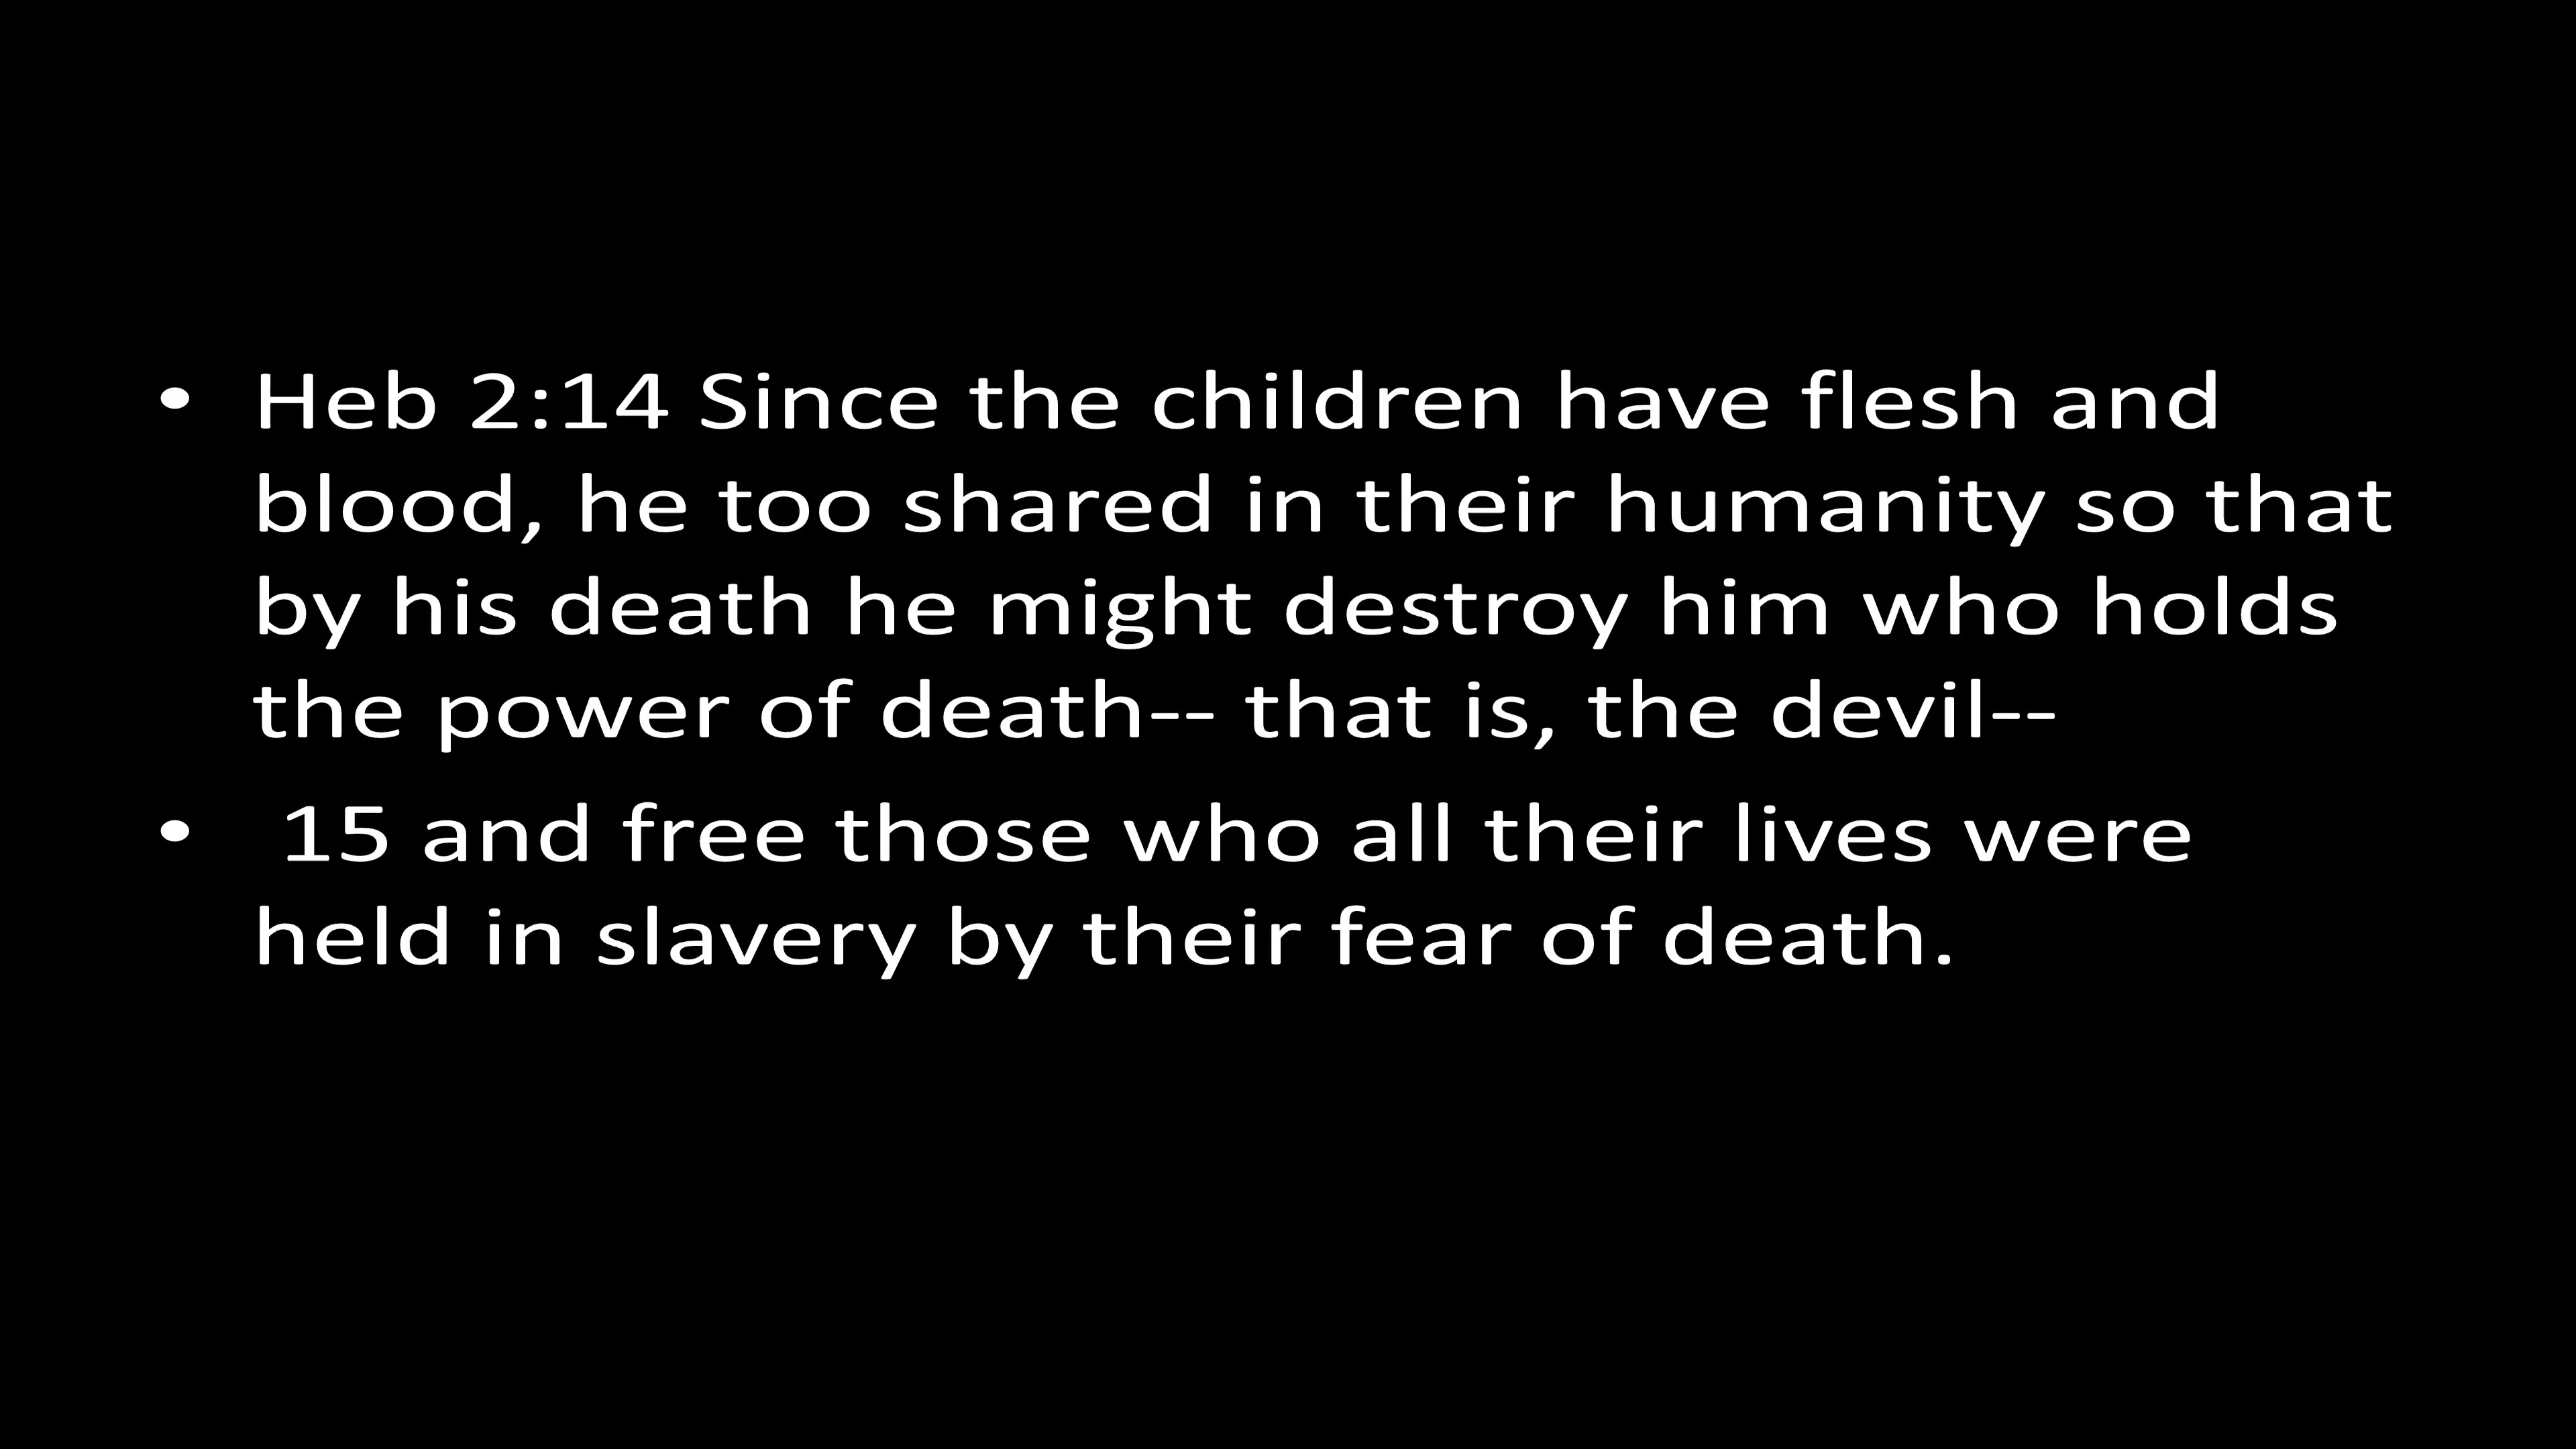 • Heb 2:14 Since the children have flesh and
blood, he too shared in their humanity so that
by his death he might destroy him who holds
the power of death-- that is, the devil--
• 15 and free those who all their lives were
held in slavery by their fear of death.